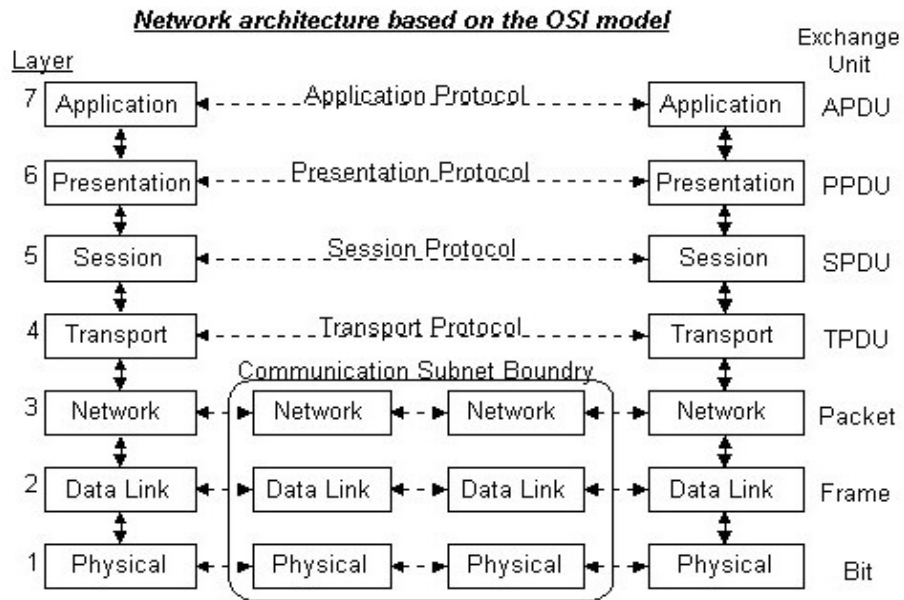 Network architecture based on the OSI model
Layer
Exchange
Unit
7 Application Application Protocol Application APDU
6 Presentation Presentation Protocol Presentation PPDU
5 Session Session Protocol Session SPDU
4 Transport Transport Protocol Transport TPDU
Communication Subnet Boundry
3 Network Network Network Network Packet
2 Data Link Data Link Data Link Data Link Frame
1 Physical Physical Physical Physical Bit